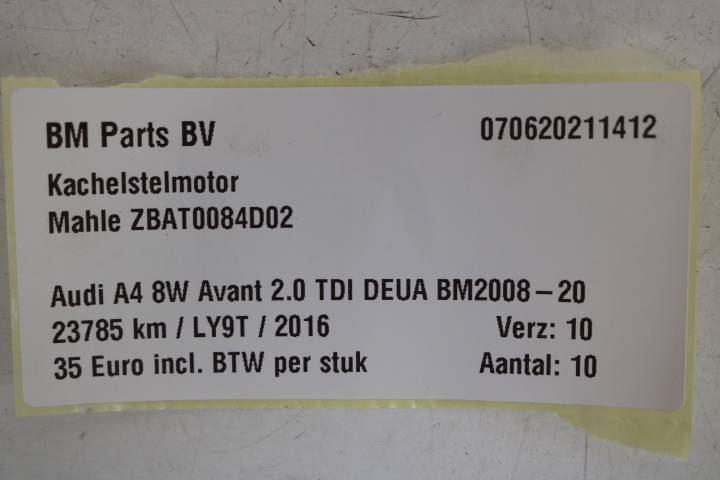 BM Parts BV 070620211412
Kachelstelmotor
Mahle ZBAT0084D02
Audi A4 8W Avant 2.0 TDI DEUA BM2008-20
23785 km / LY9T / 2016 Verz: 10
35 Euro incl. BTW per stuk Aantal: 10